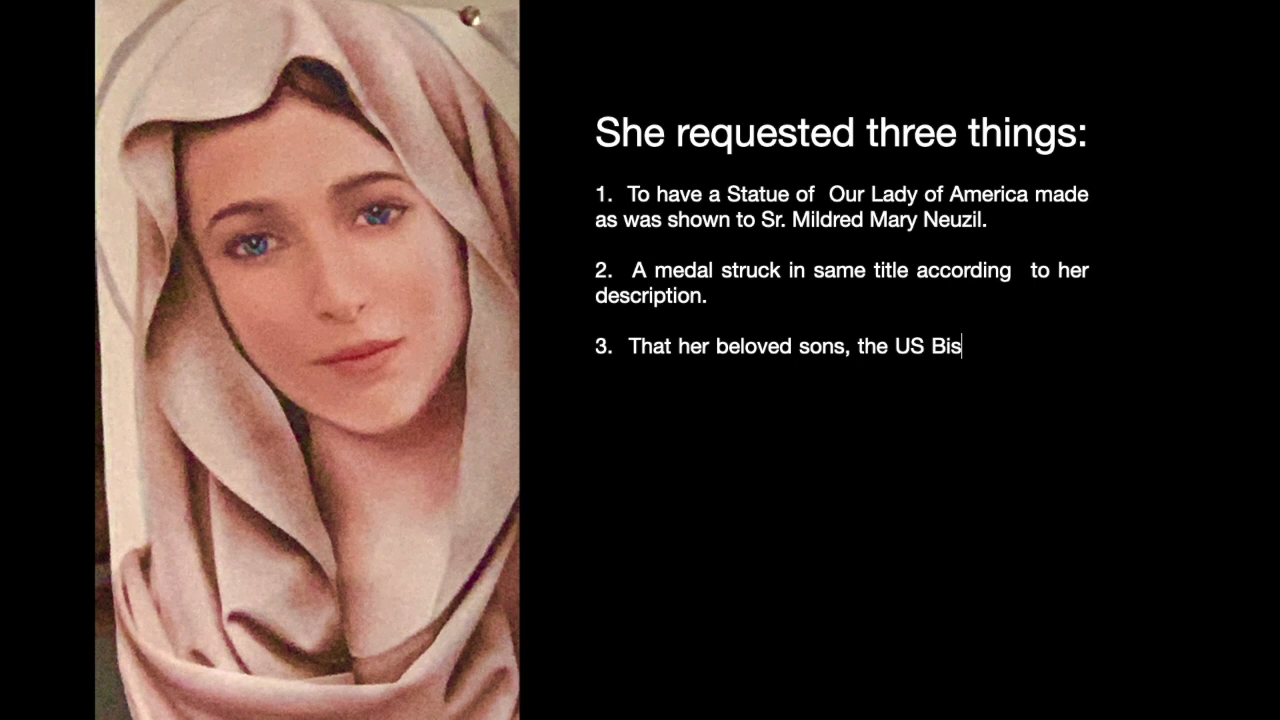 She requested three things:
1.  To have a Statue of  Our Lady of America made
as was shown to Sr. Mildred Mary Neuzil.
2.  A medal struck in same title according  to her
description.
3.  That her beloved sons, the US Bis